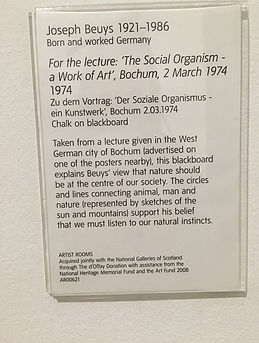 Joseph Beuys 1921–1986
Born and worked Germany
For the lecture: 'The Social Organism -
a Work of Art', Bochum, 2 March 1974
1974
Zu dem Vortrag: 'Der Soziale Organismus -
ein Kunstwerk', Bochum 2.03.1974
Chalk on blackboard
Taken from a lecture given in the West
German city of Bochum (advertised on
one of the posters nearby), this blackboard
explains Beuys' view that nature should
be at the centre of our society. The circles
and lines connecting animal, man and
nature (represented by sketches of the
sun and mountains) support his belief
that we must listen to our natural instincts.
ARTIST ROOMS
Acquired jointly with the National Galleries of Scotland
through The d'Offay Donation with assistance from the
National Heritage Memorial Fund and the Art Fund 2008
AR00621